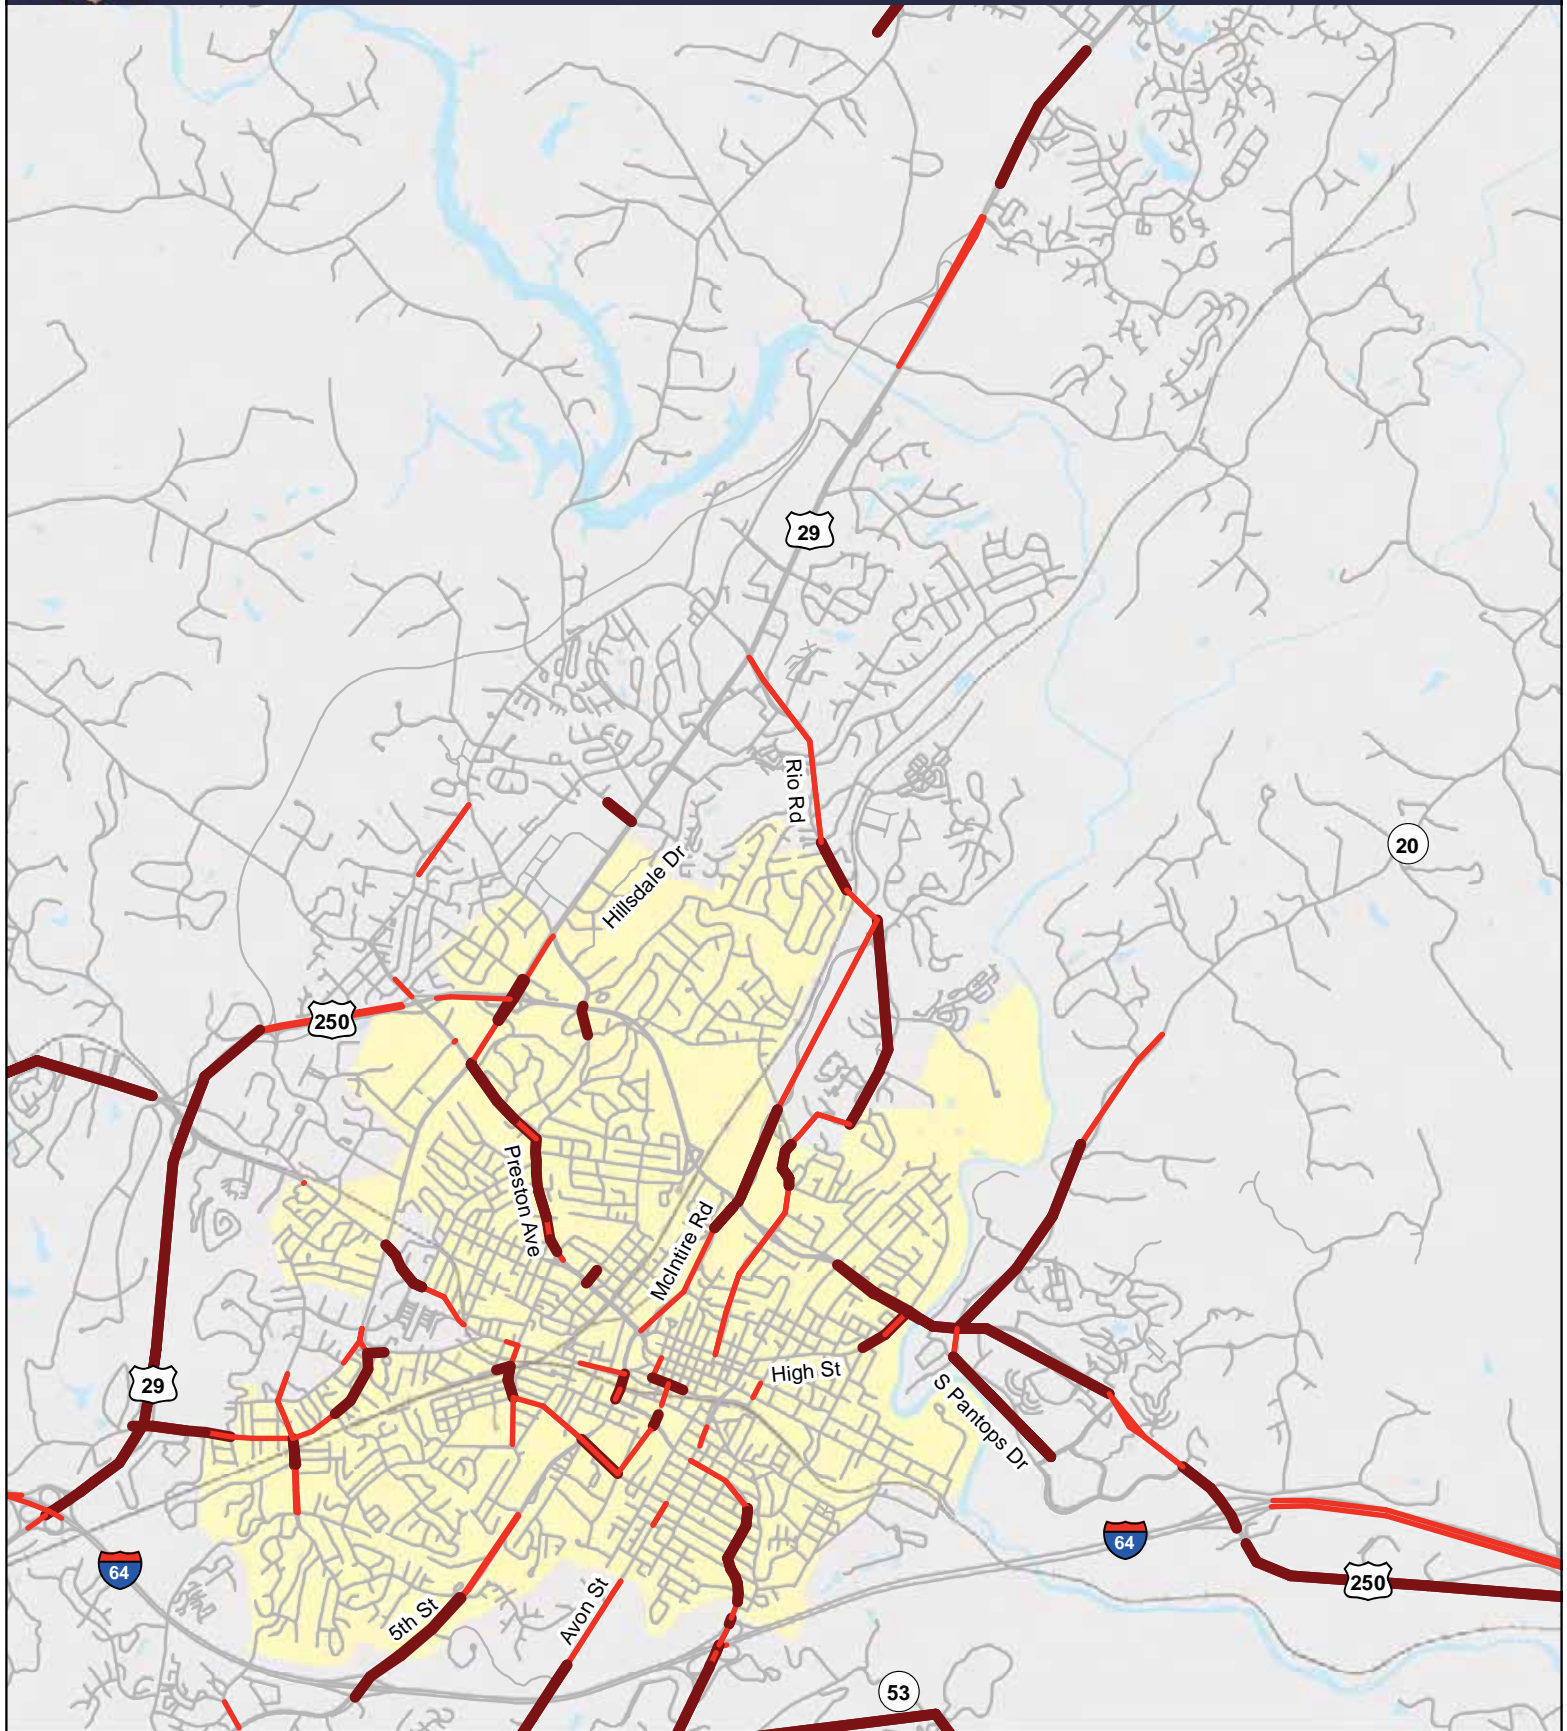 29
Rio Rd
20
Hillsdale Dr
250
Preston Ave
McIntire Rd
29
High St
S Pantops Dr
64
64
250
5th St
Avon St
53